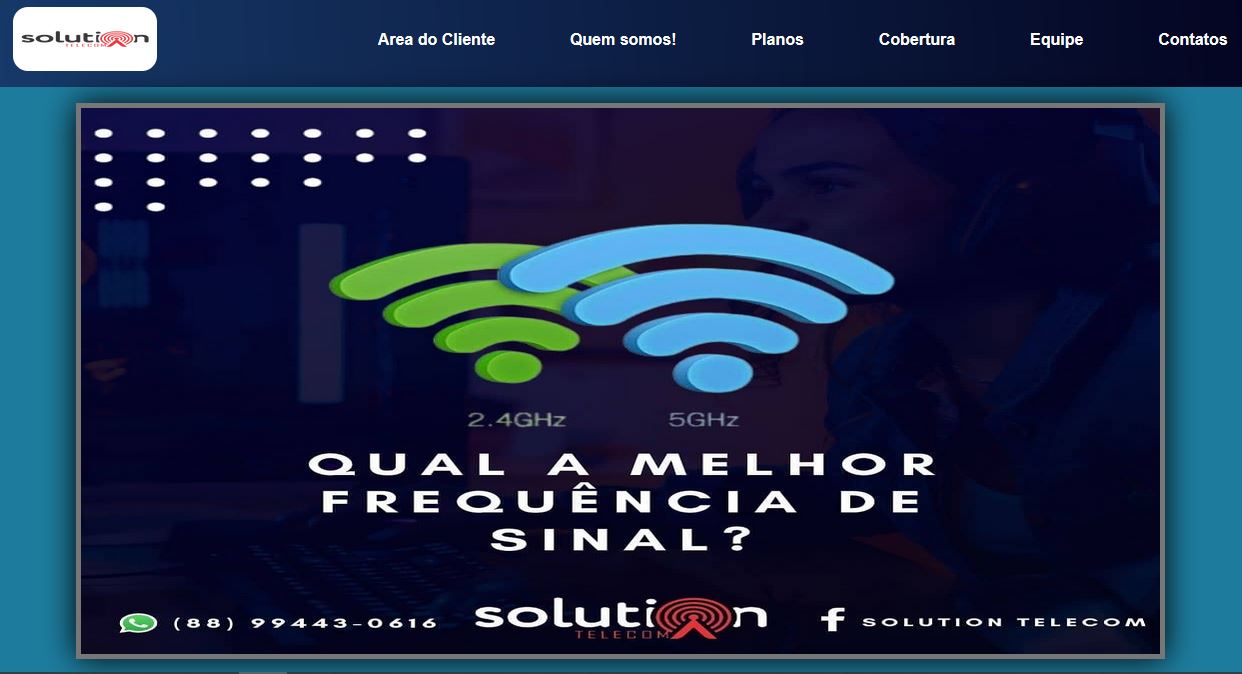 solution
TELECOM
Area do Cliente
Quem somos!
Planos
Cobertura
Equipe
Contatos
2.4GHz
5GHz
QUAL A MELHOR
FREQUÊNCIA DE
SINAL?
(88) 99443-0616
solution
TELECOM
f SOLUTION TELECOM